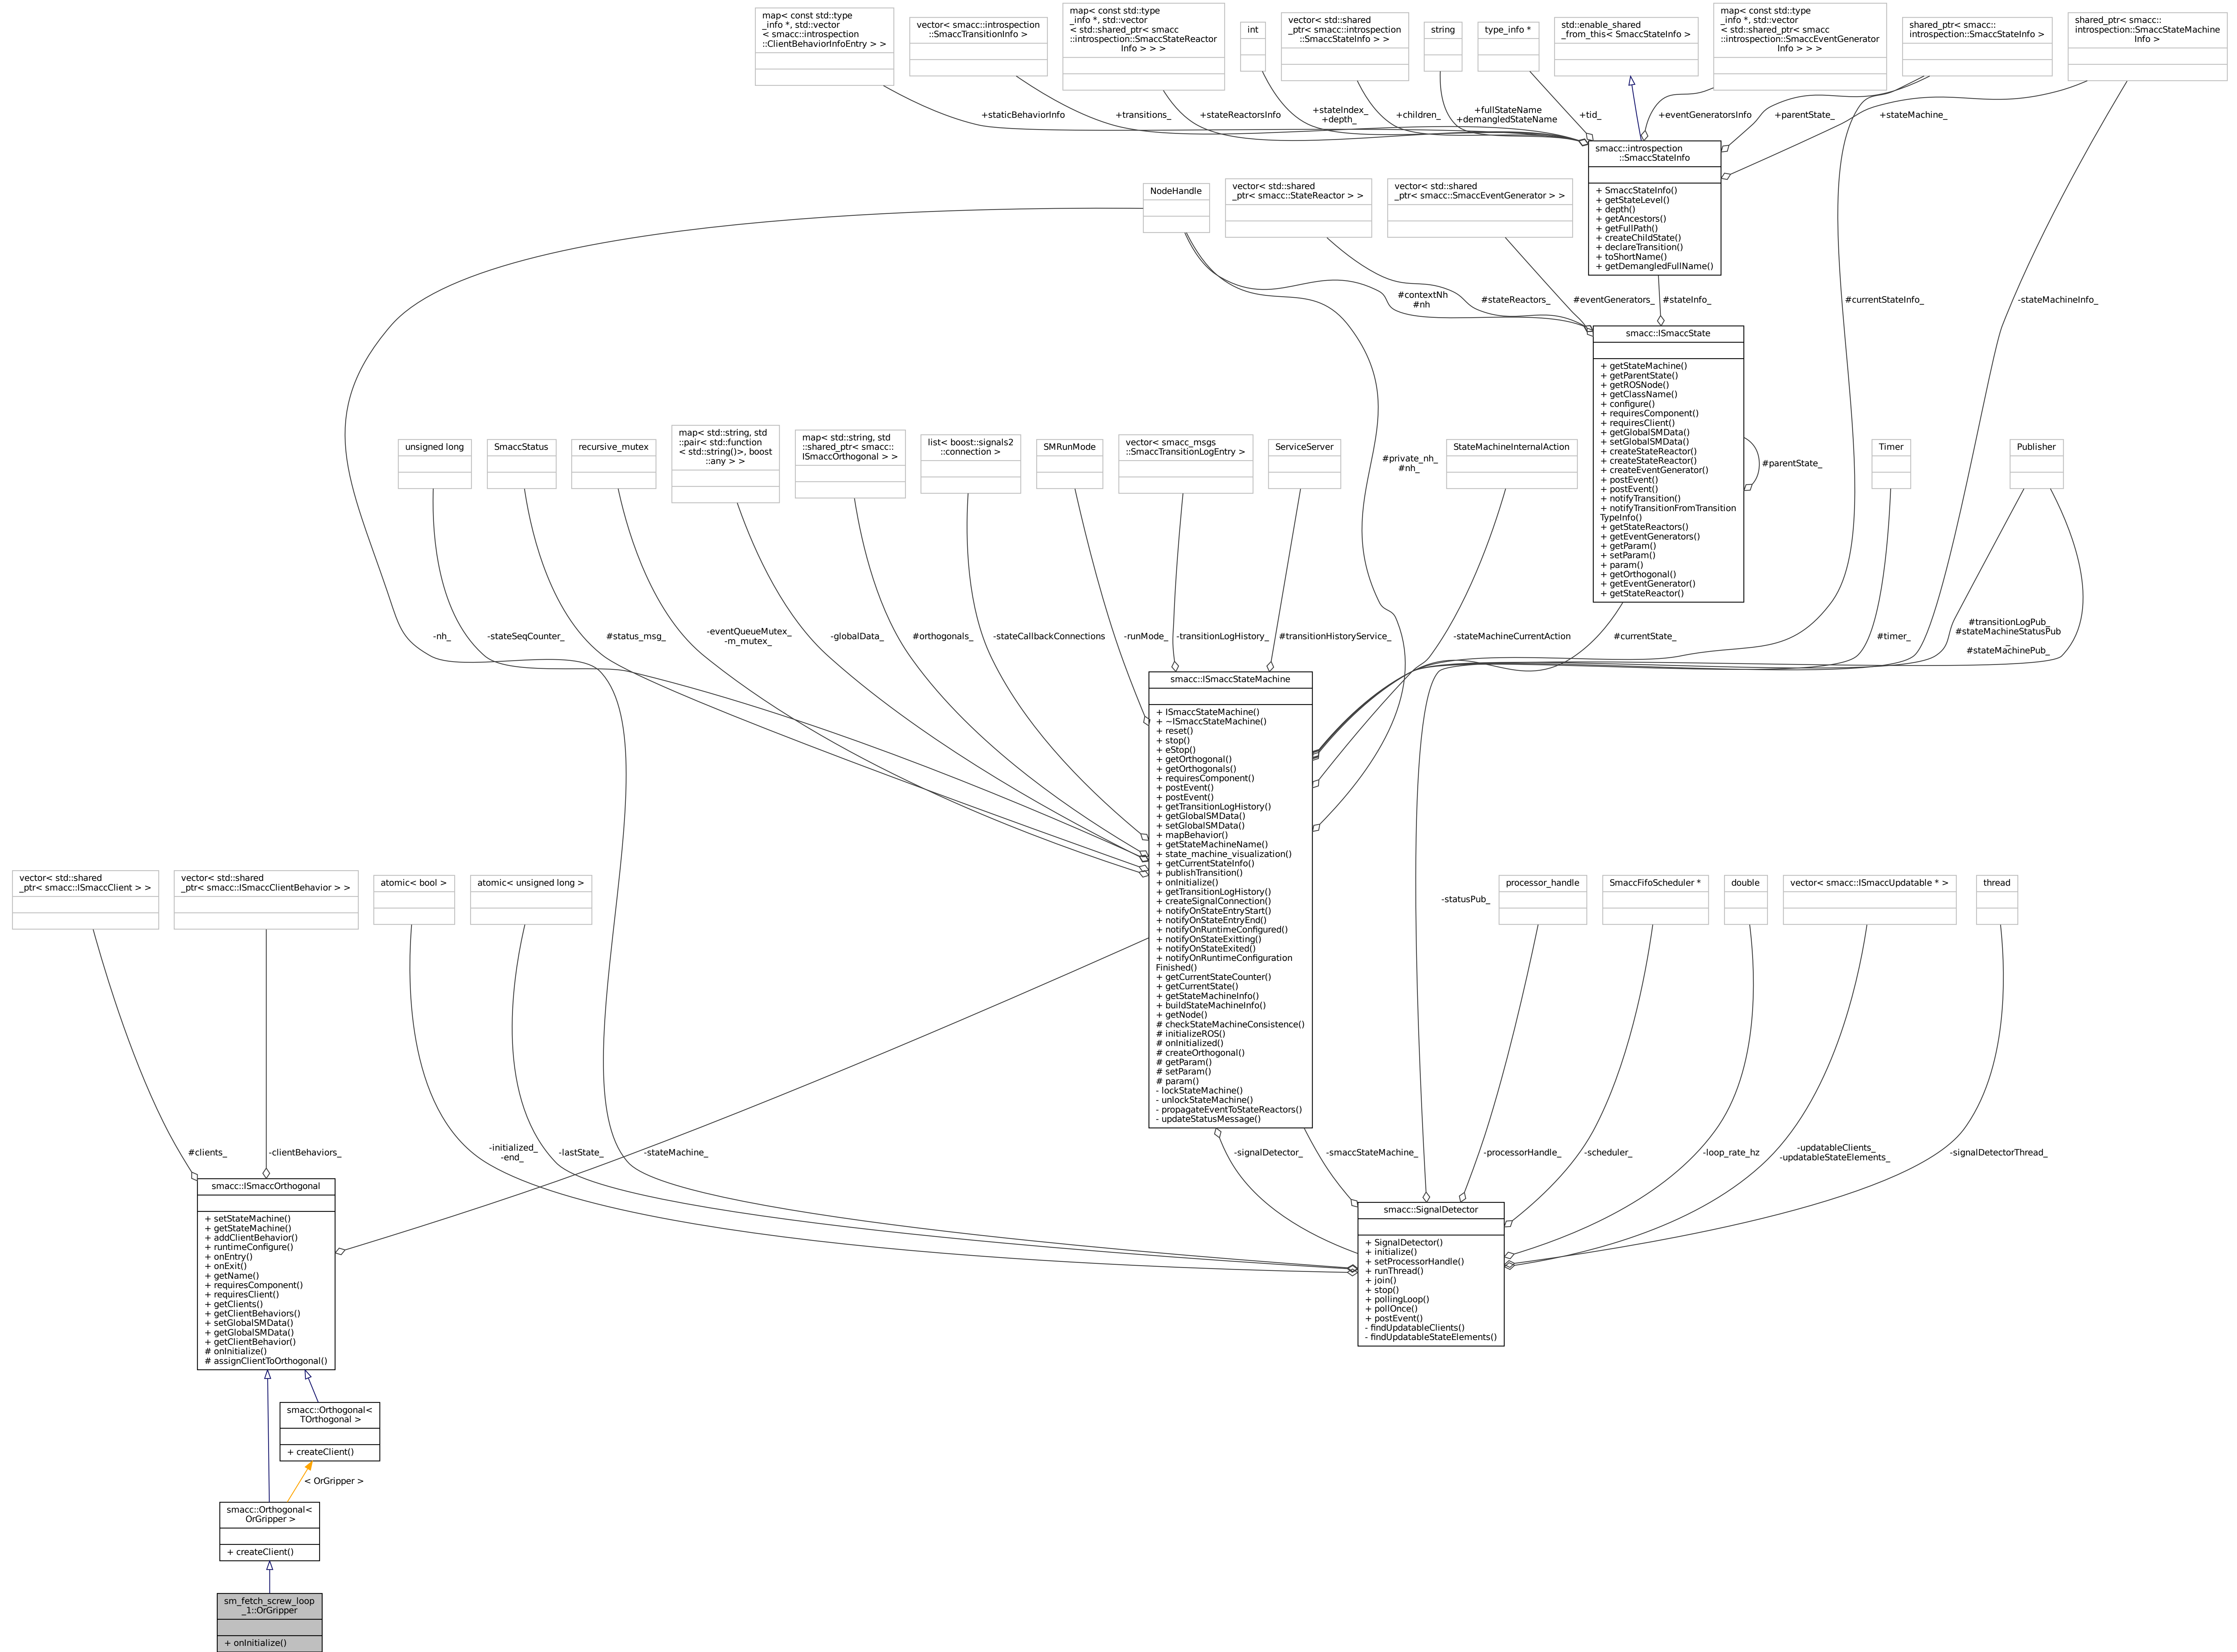 map< const std::type
_info *, std::vector
< smacc::introspection
::ClientBehaviorInfoEntry > >
vector< smacc::introspection
::SmaccTransitionInfo >
map< const std::type
_info *, std::vector
< std::shared_ptr< smacc
::introspection::SmaccStateReactor
Info > > >
int
vector< std::shared
_ptr< smacc::introspection
::SmaccStateInfo > >
string
type_info *
std::enable_shared
_from_this< SmaccStateInfo >
map< const std::type
_info *, std::vector
< std::shared_ptr< smacc
::introspection::SmaccEventGenerator
Info > > >
shared_ptr< smacc::
introspection::SmaccStateInfo >
shared_ptr< smacc::
introspection::SmaccStateMachine
Info >
+staticBehaviorInfo
+transitions_
+stateReactorsInfo
+stateIndex_
+depth_
+children_
+fullStateName
+demangledStateName
+tid_
+eventGeneratorsInfo
+parentState_
+stateMachine_
smacc::introspection
::SmaccStateInfo
+ SmaccStateInfo()
+ getStateLevel()
+ depth()
+ getAncestors()
+ getFullPath()
+ createChildState()
+ declareTransition()
+ toShortName()
+ getDemangledFullName()
NodeHandle
vector< std::shared
_ptr< smacc::StateReactor > >
vector< std::shared
_ptr< smacc::SmaccEventGenerator > >
#contextNh
#nh
#stateReactors_
#eventGenerators_
#stateInfo_
#currentStateInfo_
-stateMachineInfo_
smacc::ISmaccState
+ getStateMachine()
+ getParentState()
+ getROSNode()
+ getClassName()
+ configure()
+ requiresComponent()
+ requiresClient()
+ getGlobalSMData()
+ setGlobalSMData()
+ createStateReactor()
+ createStateReactor()
+ createEventGenerator()
+ postEvent()
+ postEvent()
+ notifyTransition()
+ notifyTransitionFromTransition
TypeInfo()
+ getStateReactors()
+ getEventGenerators()
+ getParam()
+ setParam()
+ param()
+ getOrthogonal()
+ getEventGenerator()
+ getStateReactor()
#parentState_
unsigned long
SmaccStatus
recursive_mutex
map< std::string, std
::pair< std::function
< std::string()>, boost
::any > >
map< std::string, std
::shared_ptr< smacc::
ISmaccOrthogonal > >
list< boost::signals2
::connection >
SMRunMode
vector< smacc_msgs
::SmaccTransitionLogEntry >
ServiceServer
#private_nh_
#nh_
StateMachineInternalAction
Timer
Publisher
-nh_
-stateSeqCounter_
#status_msg_
-eventQueueMutex_
-m_mutex_
-globalData_
#orthogonals_
-stateCallbackConnections
-runMode_
-transitionLogHistory_
#transitionHistoryService_
-stateMachineCurrentAction
#currentState_
#timer_
#transitionLogPub_
#stateMachineStatusPub
_
#stateMachinePub_
smacc::ISmaccStateMachine
+ ISmaccStateMachine()
+ ~ISmaccStateMachine()
+ reset()
+ stop()
+ eStop()
+ getOrthogonal()
+ getOrthogonals()
+ requiresComponent()
+ postEvent()
+ postEvent()
+ getTransitionLogHistory()
+ getGlobalSMData()
+ setGlobalSMData()
+ mapBehavior()
+ getStateMachineName()
+ state_machine_visualization()
+ getCurrentStateInfo()
+ publishTransition()
+ onInitialize()
+ getTransitionLogHistory()
+ createSignalConnection()
+ notifyOnStateEntryStart()
+ notifyOnStateEntryEnd()
+ notifyOnRuntimeConfigured()
+ notifyOnStateExitting()
+ notifyOnStateExited()
+ notifyOnRuntimeConfiguration
Finished()
+ getCurrentStateCounter()
+ getCurrentState()
+ getStateMachineInfo()
+ buildStateMachineInfo()
+ getNode()
# checkStateMachineConsistence()
# initializeROS()
# onInitialized()
# createOrthogonal()
# getParam()
# setParam()
# param()
- lockStateMachine()
- unlockStateMachine()
- propagateEventToStateReactors()
- updateStatusMessage()
vector< std::shared
_ptr< smacc::ISmaccClient > >
vector< std::shared
_ptr< smacc::ISmaccClientBehavior > >
atomic< bool >
atomic< unsigned long >
-statusPub_
processor_handle
SmaccFifoScheduler *
double
vector< smacc::ISmaccUpdatable * >
thread
#clients_
-clientBehaviors_
-initialized_
-end_
-lastState_
-stateMachine_
-signalDetector_
-smaccStateMachine_
-processorHandle_
-scheduler_
-loop_rate_hz
-updatableClients_
-updatableStateElements_
-signalDetectorThread_
smacc::ISmaccOrthogonal
+ setStateMachine()
+ getStateMachine()
+ addClientBehavior()
+ runtimeConfigure()
+ onEntry()
+ onExit()
+ getName()
+ requiresComponent()
+ requiresClient()
+ getClients()
+ getClientBehaviors()
+ setGlobalSMData()
+ getGlobalSMData()
+ getClientBehavior()
# onInitialize()
# assignClientToOrthogonal()
smacc::SignalDetector
+ SignalDetector()
+ initialize()
+ setProcessorHandle()
+ runThread()
+ join()
+ stop()
+ pollingLoop()
+ pollOnce()
+ postEvent()
- findUpdatableClients()
- findUpdatableStateElements()
smacc::Orthogonal<
TOrthogonal >
+ createClient()
< OrGripper >
smacc::Orthogonal<
OrGripper >
+ createClient()
sm_fetch_screw_loop
_1::OrGripper
+ onInitialize()